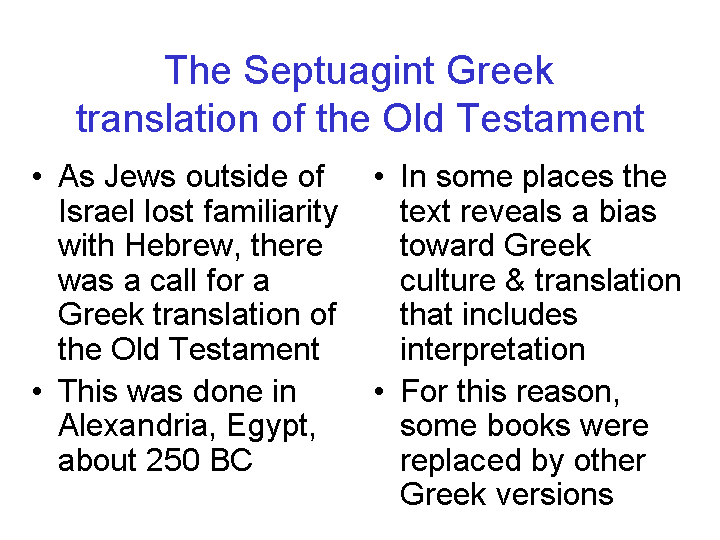 The Septuagint Greek
translation of the Old Testament
• As Jews outside of
Israel lost familiarity
with Hebrew, there
was a call for a
Greek translation of
the Old Testament
• This was done in
Alexandria, Egypt,
about 250 BC
• In some places the
text reveals a bias
toward Greek
culture & translation
that includes
interpretation
• For this reason,
some books were
replaced by other
Greek versions